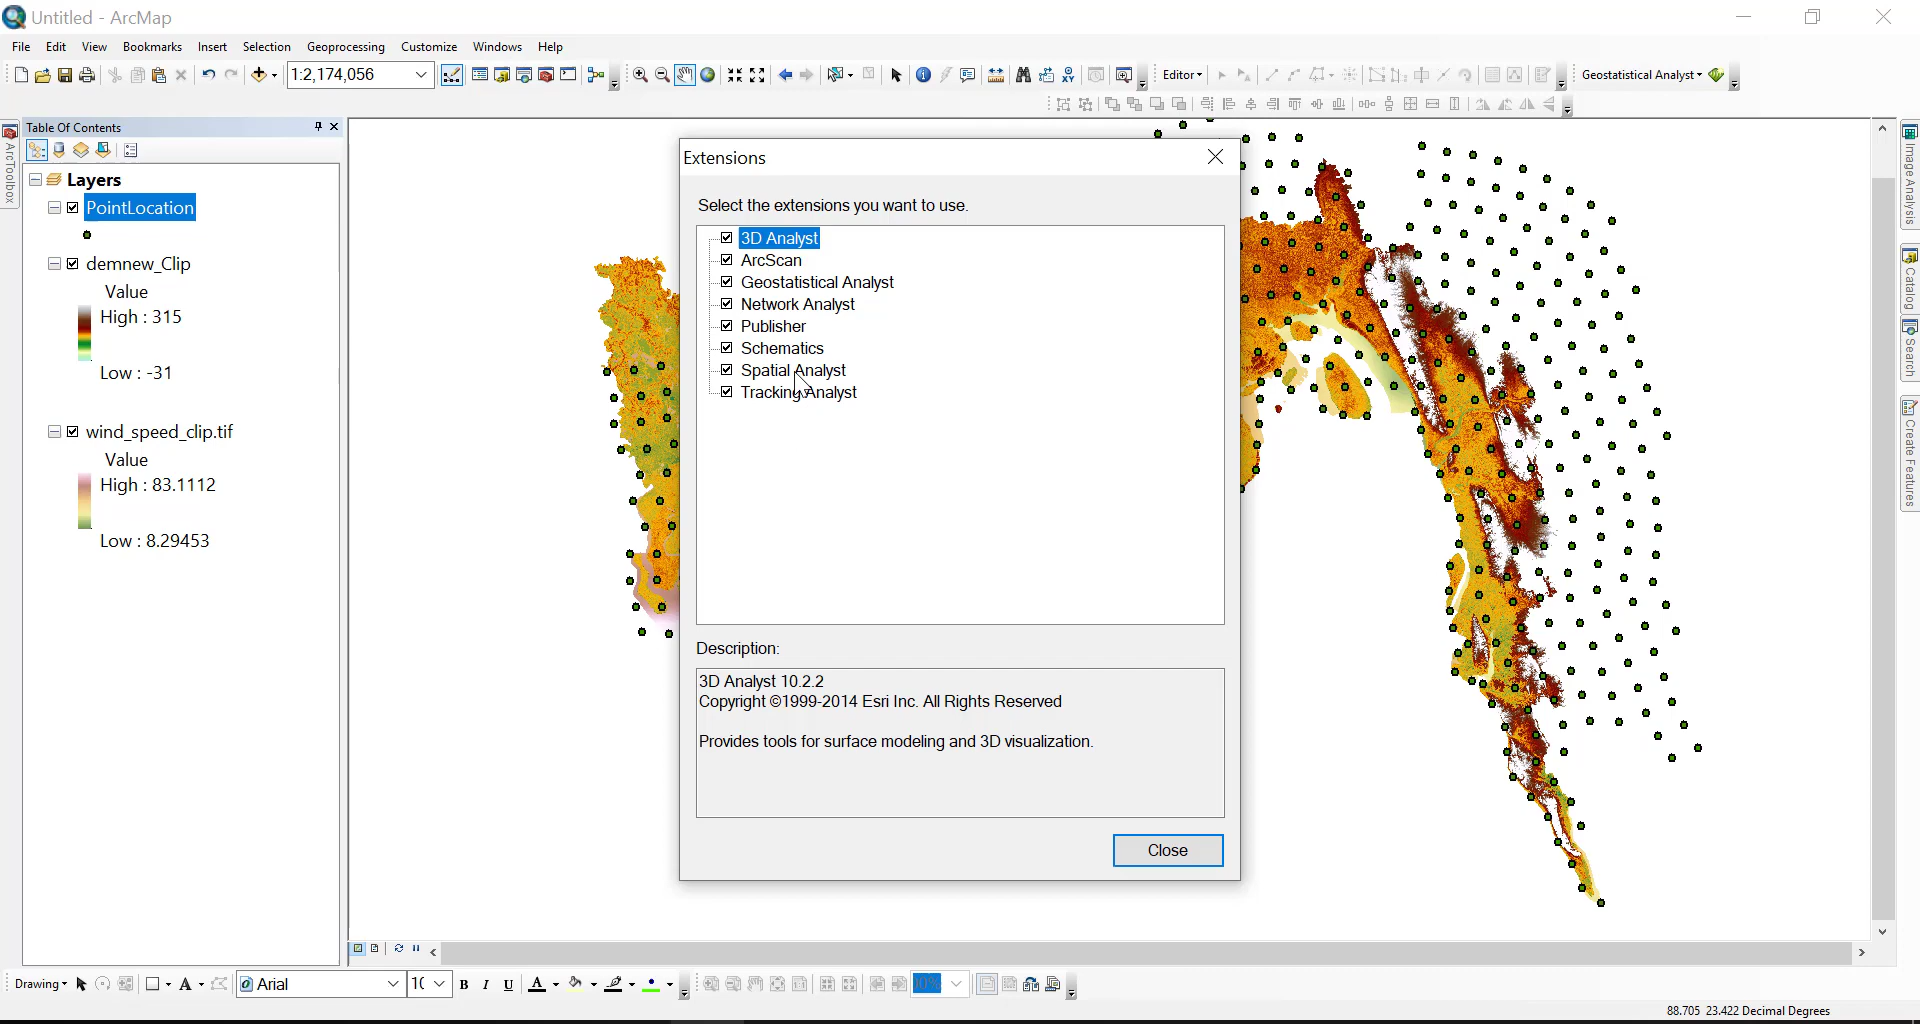 Untitled - ArcMap
File Edit View Bookmarks Insert Selection Geoprocessing Customize Windows Help
1:2,174,056
Editor
Geostatistical Analyst
Table Of Contents
ArcToolbox
Layers
PointLocation
demnew_Clip
Value
High : 315
Low : -31
wind_speed_clip.tif
Value
High : 83.1112
Low : 8.29453
Extensions
Select the extensions you want to use.
3D Analyst
ArcScan
Geostatistical Analyst
Network Analyst
Publisher
Schematics
Spatial Analyst
Tracking Analyst
Description:
3D Analyst 10.2.2
Copyright ©1999-2014 Esri Inc. All Rights Reserved
Provides tools for surface modeling and 3D visualization.
Close
Image Analysis
Catalog
Search
Create Features
Drawing
A
Arial
10
B I U A
88.705 23.422 Decimal Degrees